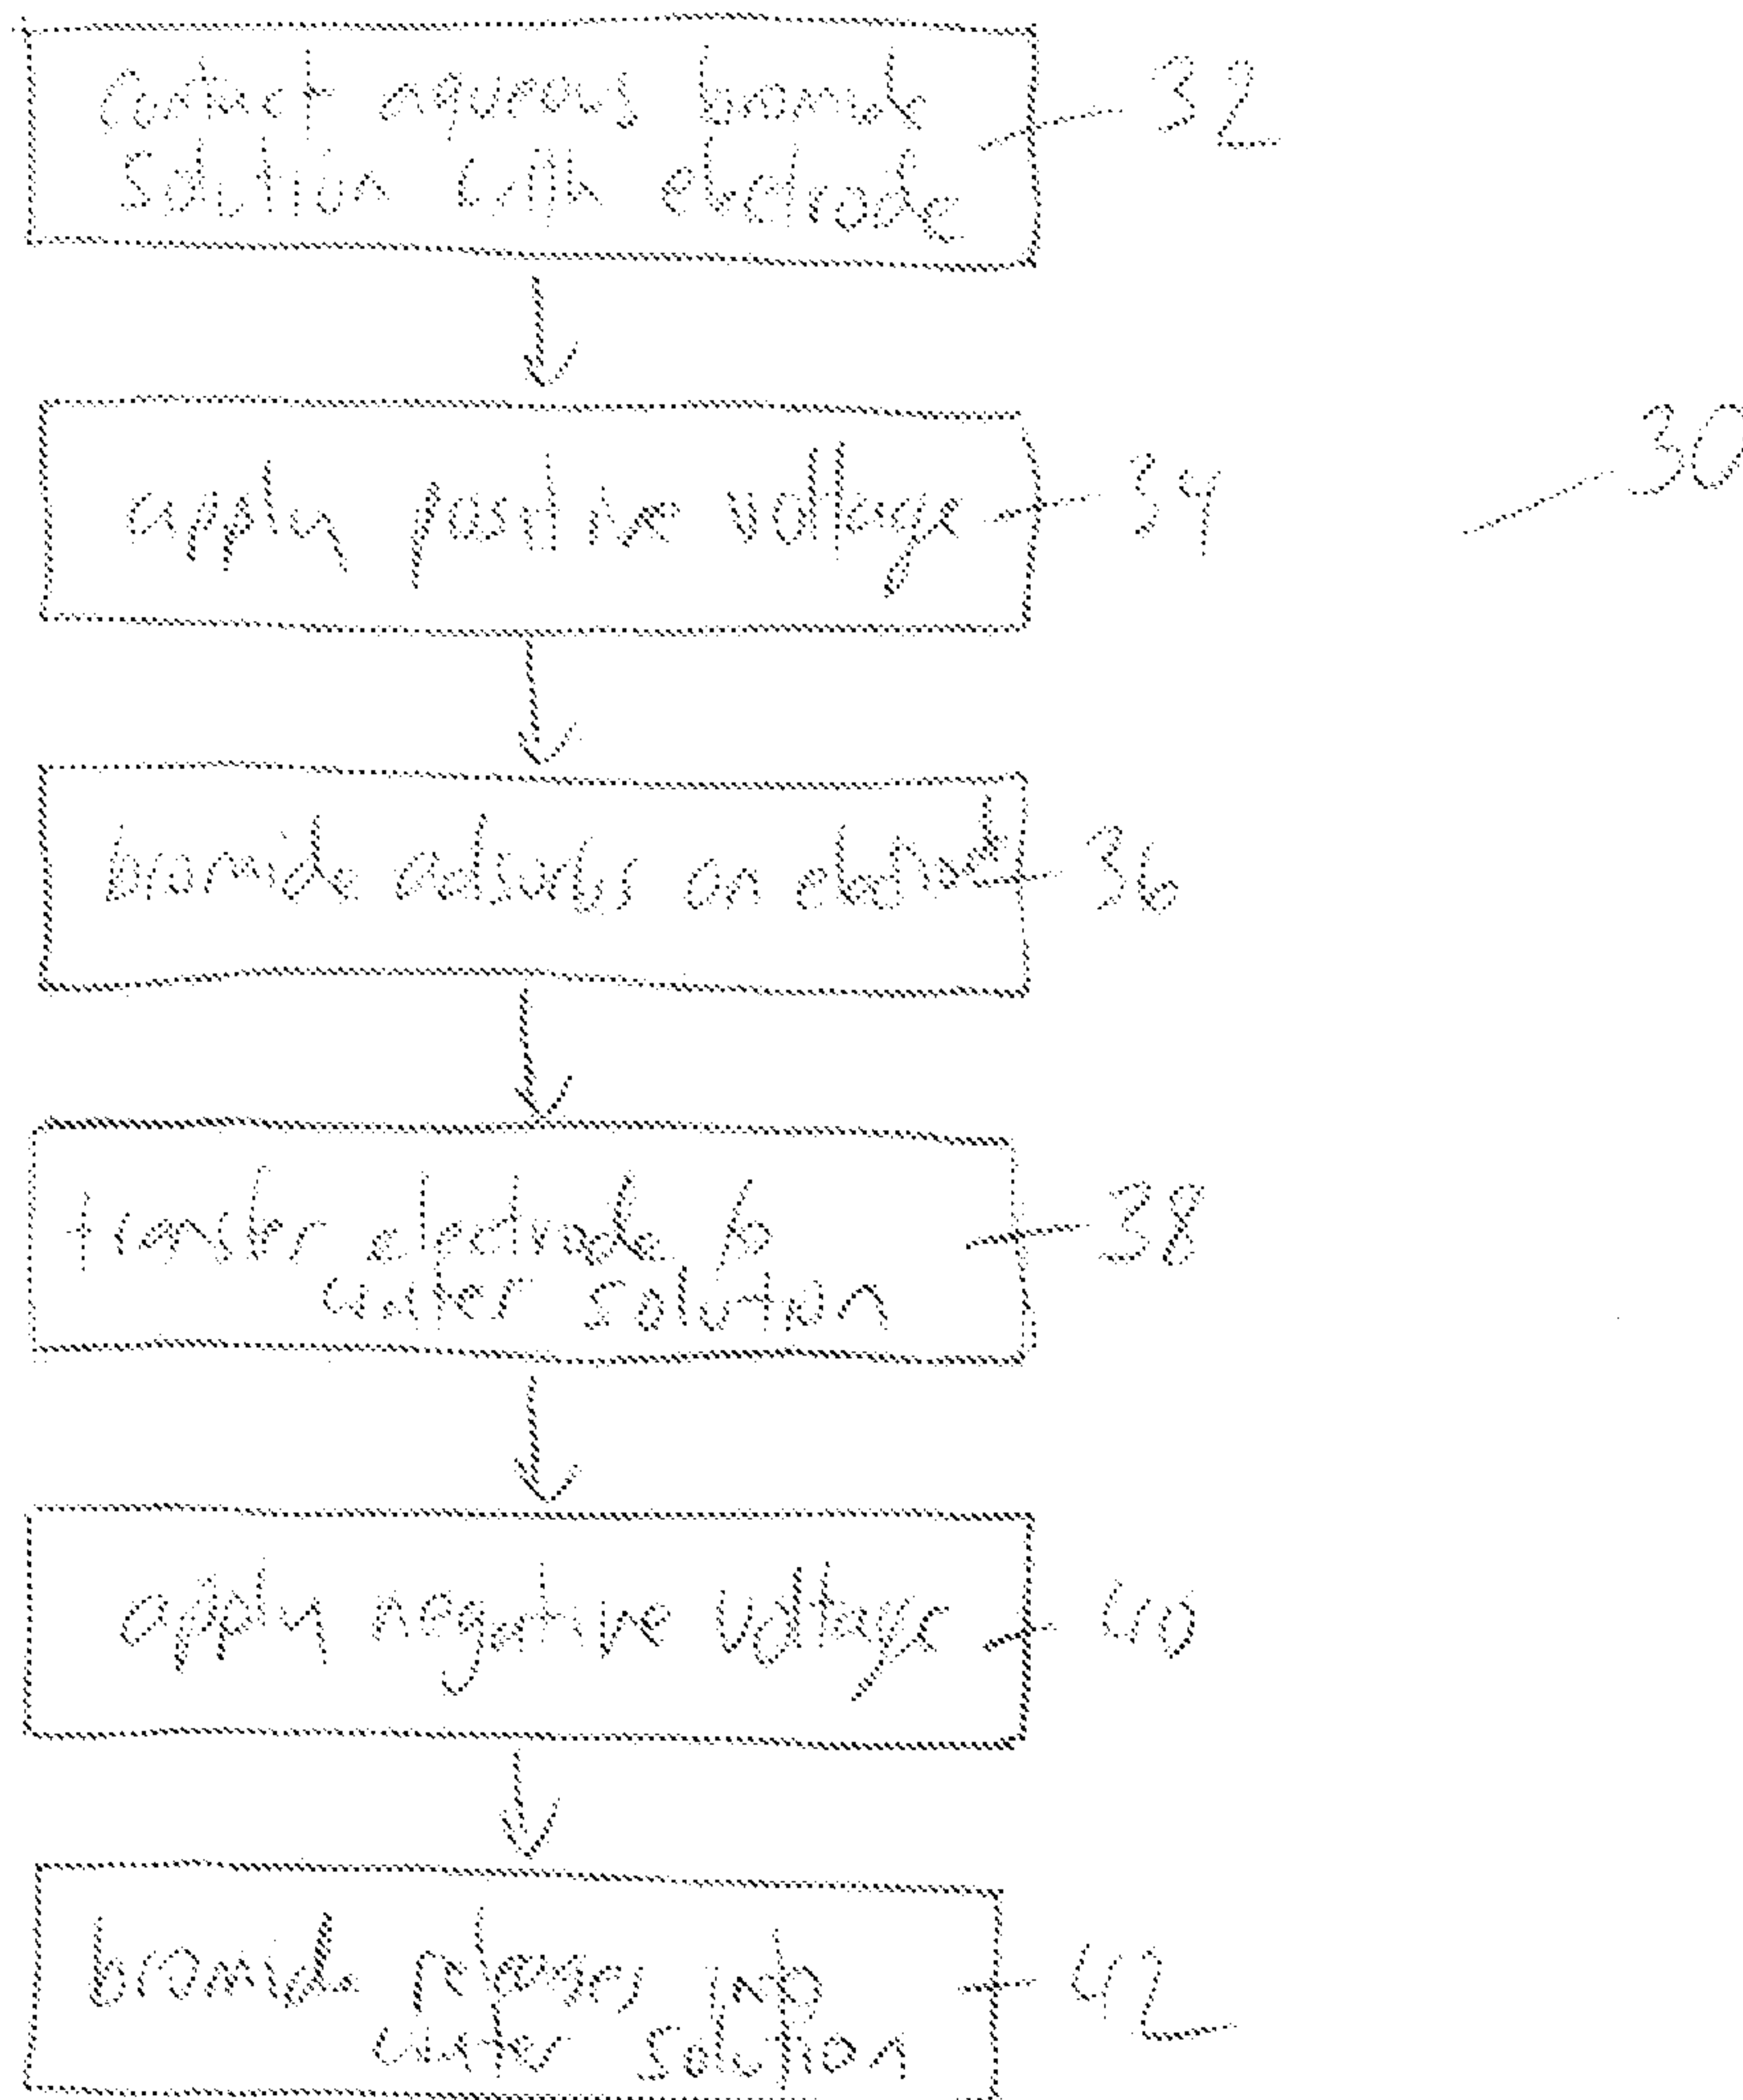 contact aqueous bromide
solution with electrode
32
apply positive voltage
34
30
bromide adsorbs on electrode
36
transfer electrode to
water solution
38
apply negative voltage
40
bromide releases into
water solution
42